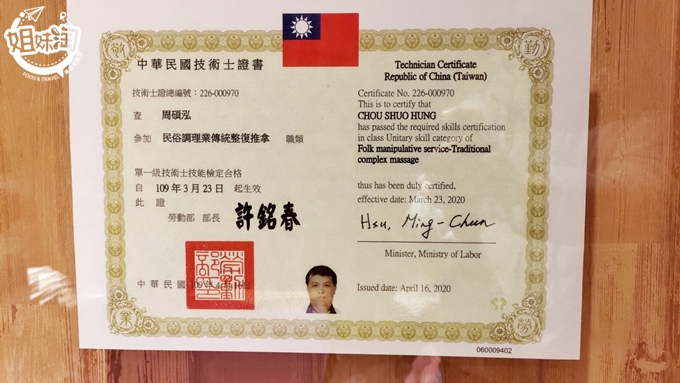 姐妹淘
FOOD & TRAVEL
中華民國技術士證書
技術士證總編號：226-000970
查 周碩泓
參加 民俗調理業傳統整復推拿 職類
單一級技術士技能檢定合格
自 109 年 3 月 23 日 起生效
此 證
勞動部 部長 許銘春
中 華 民 國 109 年
Technician Certificate
Republic of China (Taiwan)
Certificate No. 226-000970
This is to certify that
CHOU SHUO HUNG
has passed the required skills certification
in class Unitary skill category of
Folk manipulative service-Traditional
complex massage
thus has been duly certified,
effective date: March 23, 2020
Hsu, Ming-Chun
Minister, Ministry of Labor
Issued date: April 16, 2020
勤
勞
060009402